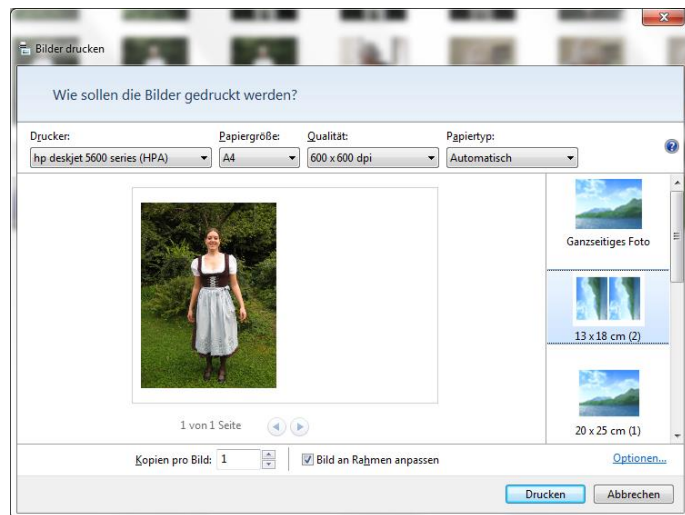 Bilder drucken
Wie sollen die Bilder gedruckt werden?
Drucker: Papiergröße: Qualität: Papiertyp:
hp deskjet 5600 series (HPA) A4 600 x 600 dpi Automatisch
Ganzseitiges Foto
13 x 18 cm (2)
20 x 25 cm (1)
1 von 1 Seite
Kopien pro Bild: 1 Bild an Rahmen anpassen Optionen...
Drucken Abbrechen